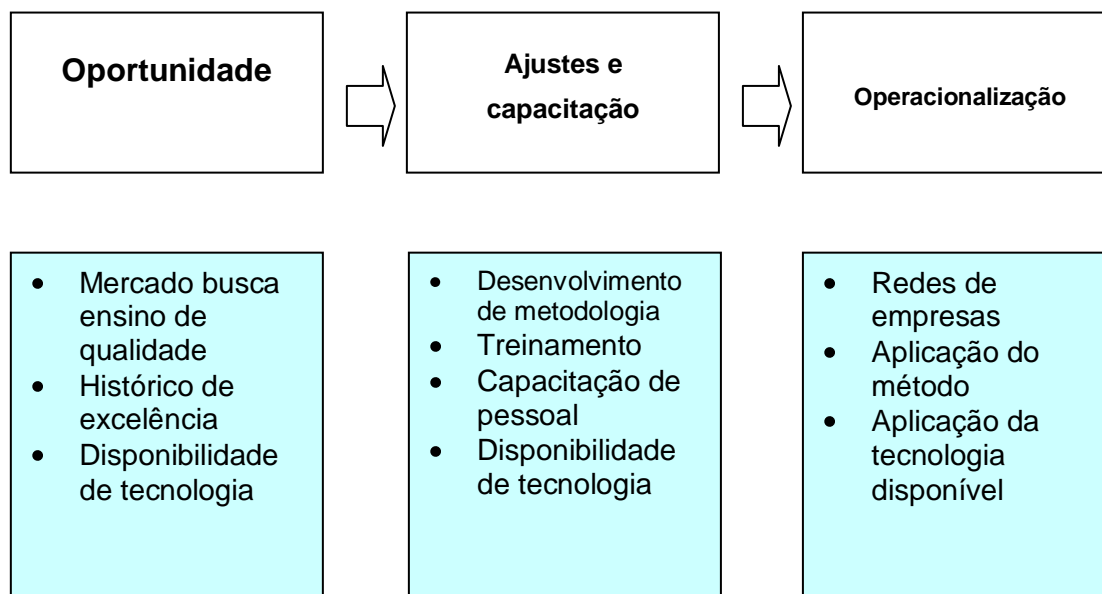 Oportunidade
Ajustes e
capacitação
Operacionalização
• Mercado busca
ensino de
qualidade
• Histórico de
excelência
• Disponibilidade
de tecnologia
• Desenvolvimento
de metodologia
• Treinamento
• Capacitação de
pessoal
• Disponibilidade
de tecnologia
• Redes de
empresas
• Aplicação do
método
• Aplicação da
tecnologia
disponível